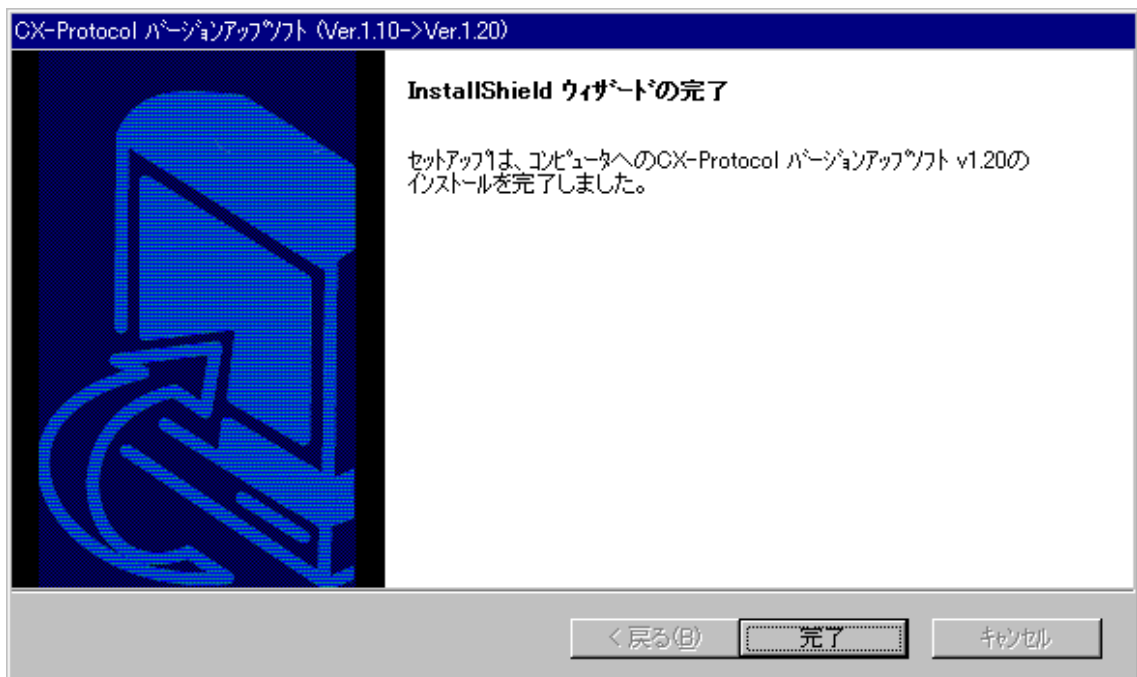 CX-Protocol バージョンアップソフト (Ver.1.10->Ver.1.20)
InstallShield ウィザードの完了
セットアップは、コンピュータへのCX-Protocol バージョンアップソフト v1.20の
インストールを完了しました。
< 戻る(B)
完了
キャンセル